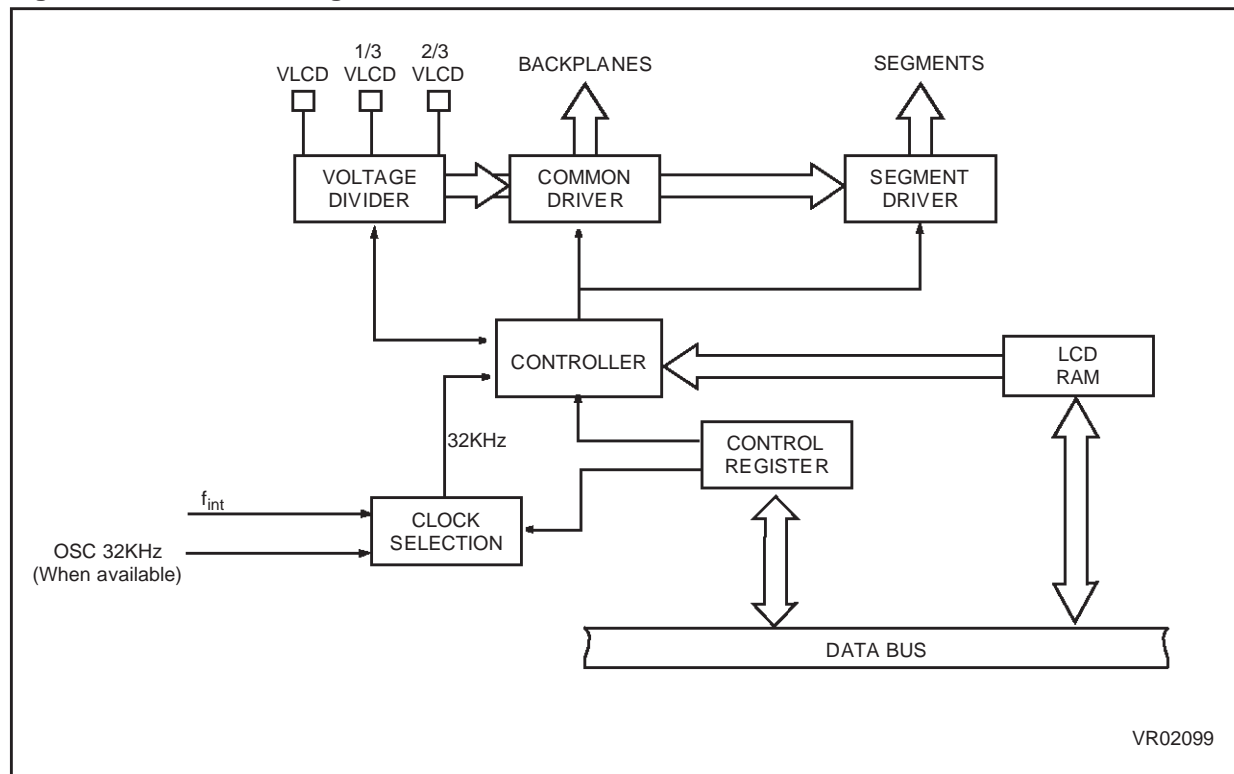 1/3 2/3
VLCD VLCD VLCD
BACKPLANES
SEGMENTS
VOLTAGE
DIVIDER
COMMON
DRIVER
SEGMENT
DRIVER
CONTROLLER
LCD
RAM
32KHz
CONTROL
REGISTER
fint
CLOCK
SELECTION
OSC 32KHz
(When available)
DATA BUS
VR02099